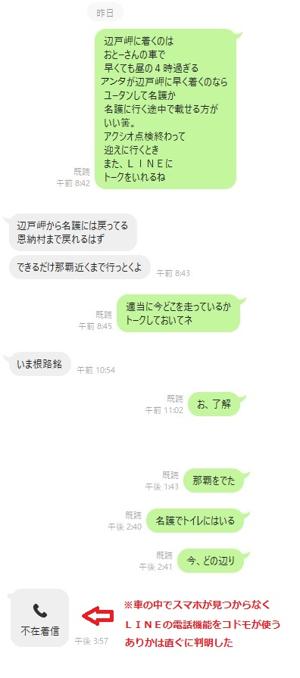 昨日
辺戸岬に着くのは
おとーさんの車で
早くても昼の４時過ぎる
アンタが辺戸岬に早く着くのなら
ユータンして名護か
名護に行く途中で載せる方が
いい筈。
アクシオ点検終わって
迎えに行くとき
また、ＬＩＮＥに
トークをいれるね
既読
午前 8:42
辺戸岬から名護には戻ってる
恩納村まで戻れるはず
できるだけ那覇近くまで行っとくよ
午前 8:43
適当に今どこを走っているか
トークしておいてネ
既読
午前 8:45
いま根路銘
午前 10:54
お、了解
既読
午前 11:02
那覇をでた
既読
午後 1:43
名護でトイレにはいる
既読
午後 2:40
今、どの辺り
既読
午後 2:41
不在着信
午後 3:57
※車の中でスマホが見つからなく
ＬＩＮＥの電話機能をコドモが使う
ありかは直ぐに判明した